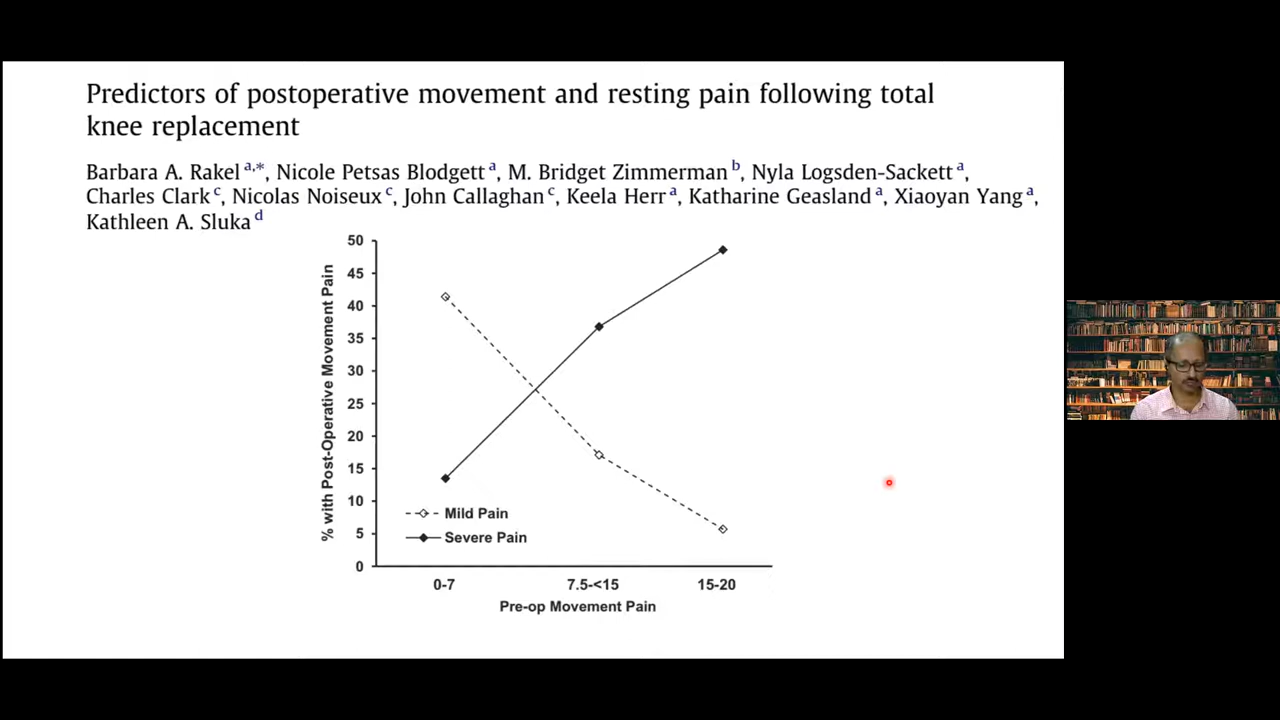 Predictors of postoperative movement and resting pain following total
knee replacement
Barbara A. Rakel a,*, Nicole Petsas Blodgett a, M. Bridget Zimmerman b, Nyla Logsden-Sackett a,
Charles Clark c, Nicolas Noiseux c, John Callaghan c, Keela Herr a, Katharine Geasland a, Xiaoyan Yang a,
Kathleen A. Sluka d
% with Post-Operative Movement Pain
50
45
40
35
30
25
20
15
10
5
0
Mild Pain
Severe Pain
0-7 7.5-<15 15-20
Pre-op Movement Pain